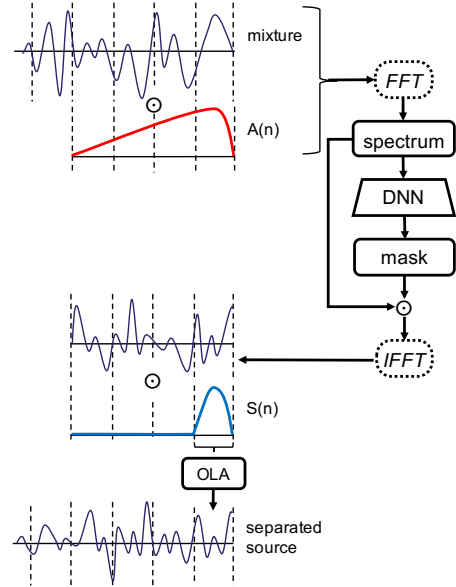 mixture
A(n)
FFT
spectrum
DNN
mask
IFFT
S(n)
OLA
separated
source